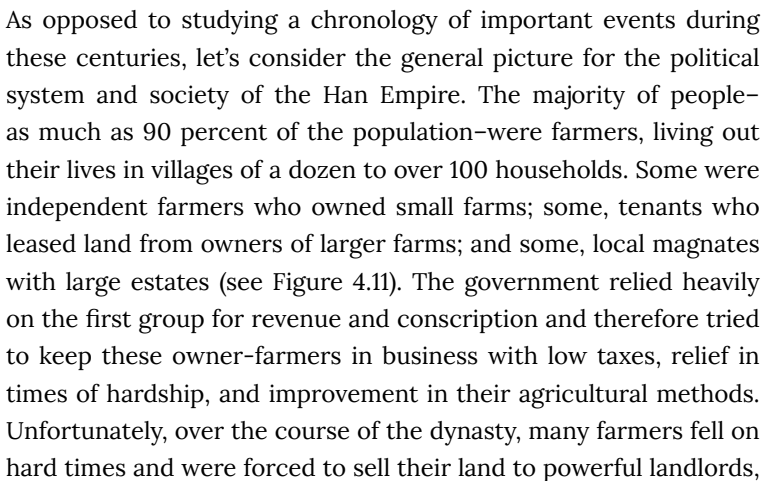 As opposed to studying a chronology of important events during
these centuries, let’s consider the general picture for the political
system and society of the Han Empire. The majority of people–
as much as 90 percent of the population–were farmers, living out
their lives in villages of a dozen to over 100 households. Some were
independent farmers who owned small farms; some, tenants who
leased land from owners of larger farms; and some, local magnates
with large estates (see Figure 4.11). The government relied heavily
on the first group for revenue and conscription and therefore tried
to keep these owner-farmers in business with low taxes, relief in
times of hardship, and improvement in their agricultural methods.
Unfortunately, over the course of the dynasty, many farmers fell on
hard times and were forced to sell their land to powerful landlords,